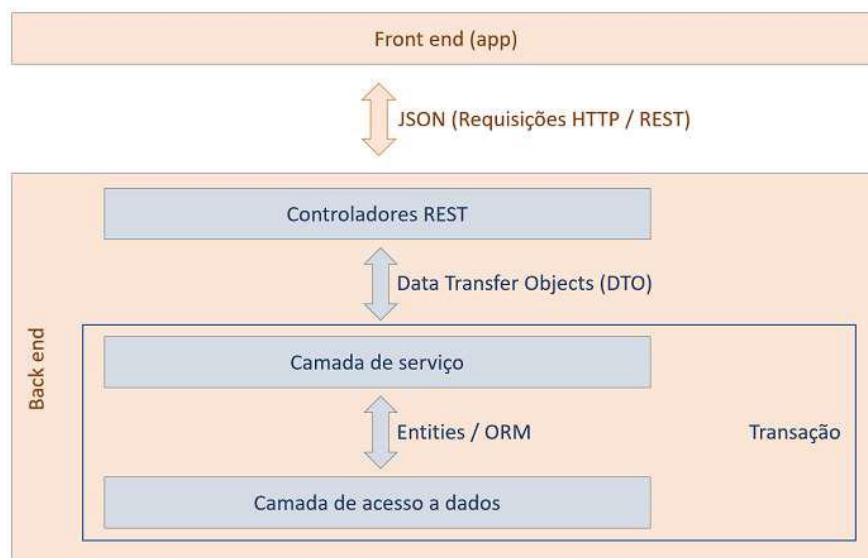 Front end (app)
JSON (Requisições HTTP / REST)
Back end
Controladores REST
Data Transfer Objects (DTO)
Camada de serviço
Entities / ORM
Transação
Camada de acesso a dados